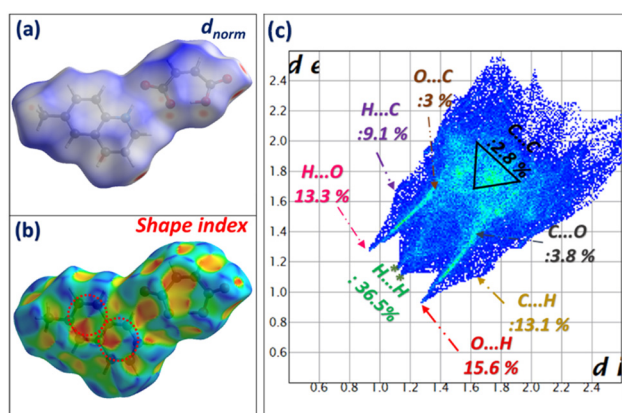 (a)
d norm
(b)
Shape index
(c)
d e
O...C
:3 %
H...C
:9.1 %
C...C
:2.8 %
H...O
13.3 %
C...O
:3.8 %
**
H...H
:36.5%
C...H
:13.1 %
O...H
15.6 %
d i
2.4
2.2
2.0
1.8
1.6
1.4
1.2
1.0
0.8
0.6
0.6 0.8 1.0 1.2 1.4 1.6 1.8 2.0 2.2 2.4